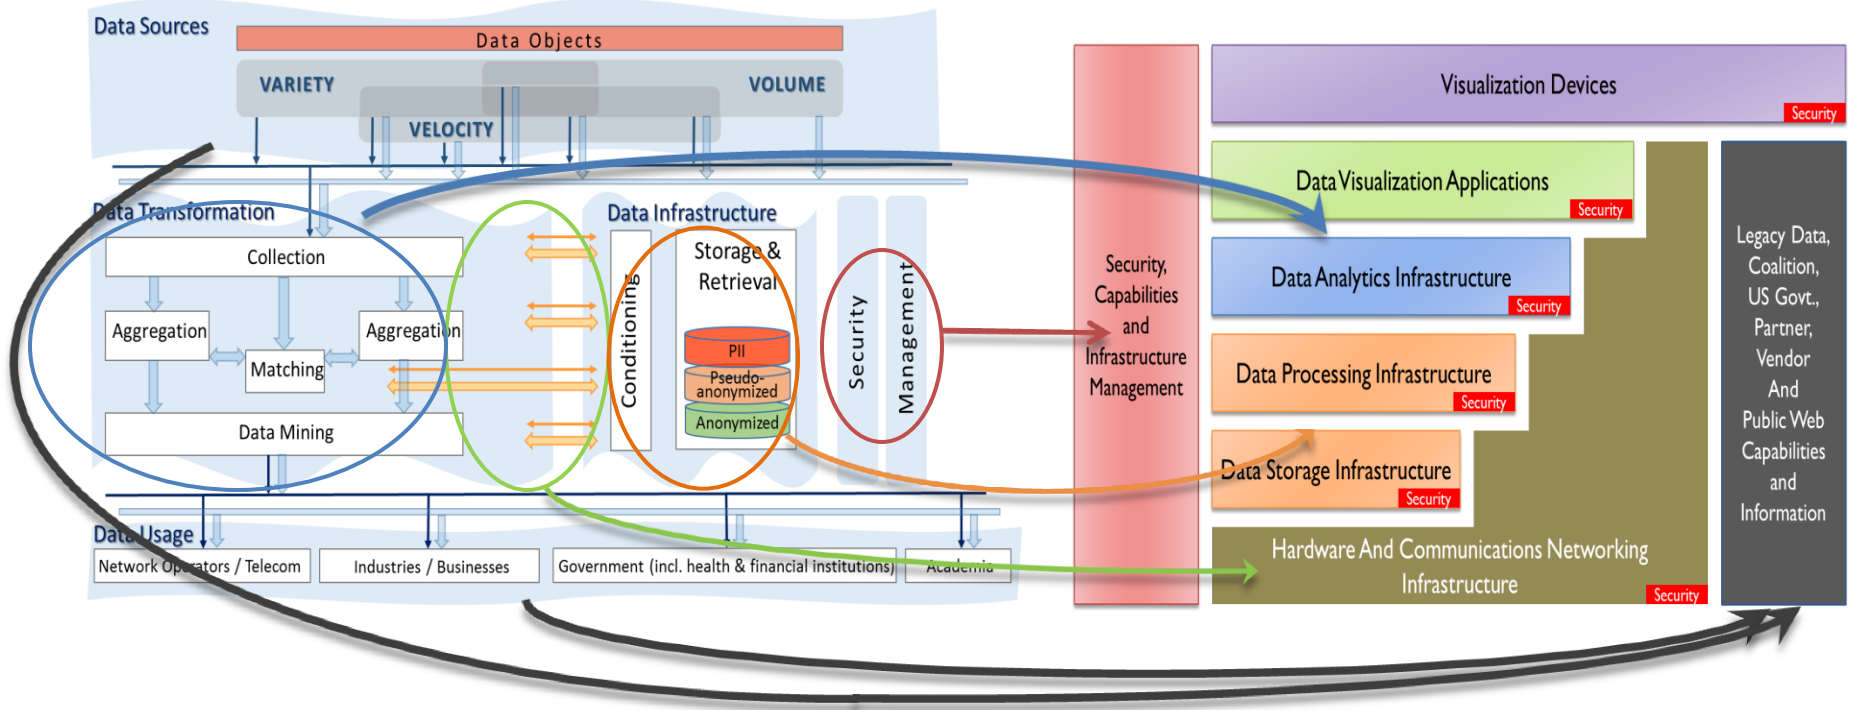 Data Sources
Data Objects
VARIETY
VOLUME
VELOCITY
Data Transformation
Collection
Aggregation
Aggregation
Matching
Data Mining
Data Infrastructure
Conditioning
Storage &
Retrieval
PII
Pseudo-
anonymized
Anonymized
Security
Management
Data Usage
Network Operators / Telecom
Industries / Businesses
Government (incl. health & financial institutions)
Academia
Security,
Capabilities
and
Infrastructure
Management
Visualization Devices
Security
Data Visualization Applications
Security
Data Analytics Infrastructure
Security
Data Processing Infrastructure
Security
Data Storage Infrastructure
Security
Hardware And Communications Networking
Infrastructure
Security
Legacy Data,
Coalition,
US Govt.,
Partner,
Vendor
And
Public Web
Capabilities
and
Information